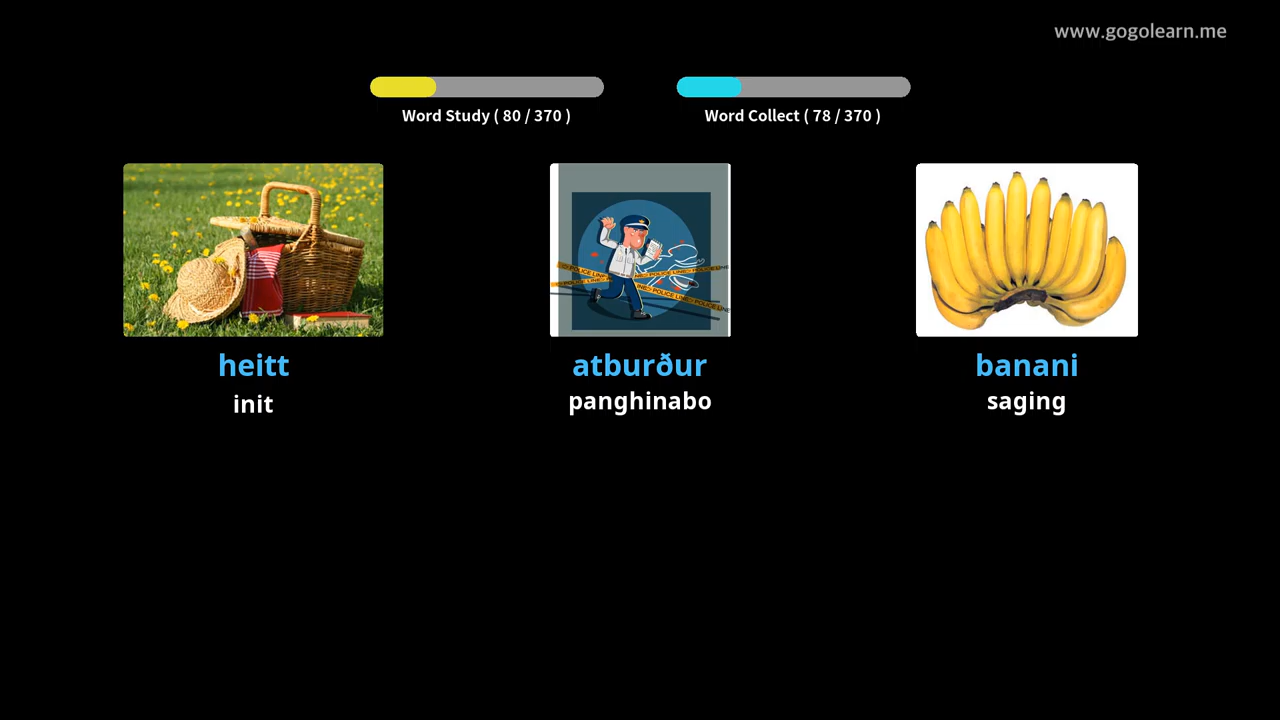 www.gogolearn.me
Word Study ( 80 / 370 )
Word Collect ( 78 / 370 )
heitt
init
atburður
panghinabo
banani
saging